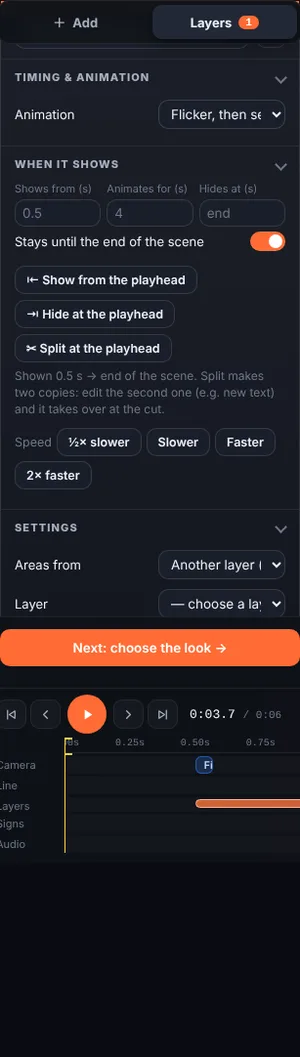 + Add
Layers 1
TIMING & ANIMATION
Animation
Flicker, then se
WHEN IT SHOWS
Shows from (s) Animates for (s) Hides at (s)
0.5 4 end
Stays until the end of the scene
⇤ Show from the playhead
⇥ Hide at the playhead
✂ Split at the playhead
Shown 0.5 s → end of the scene. Split makes
two copies: edit the second one (e.g. new text)
and it takes over at the cut.
Speed ½× slower Slower Faster
2× faster
SETTINGS
Areas from Another layer (
Layer — choose a lay
Next: choose the look →
0:03.7 / 0:06
0s 0.25s 0.50s 0.75s
Camera Fi
Line
Layers
Signs
Audio